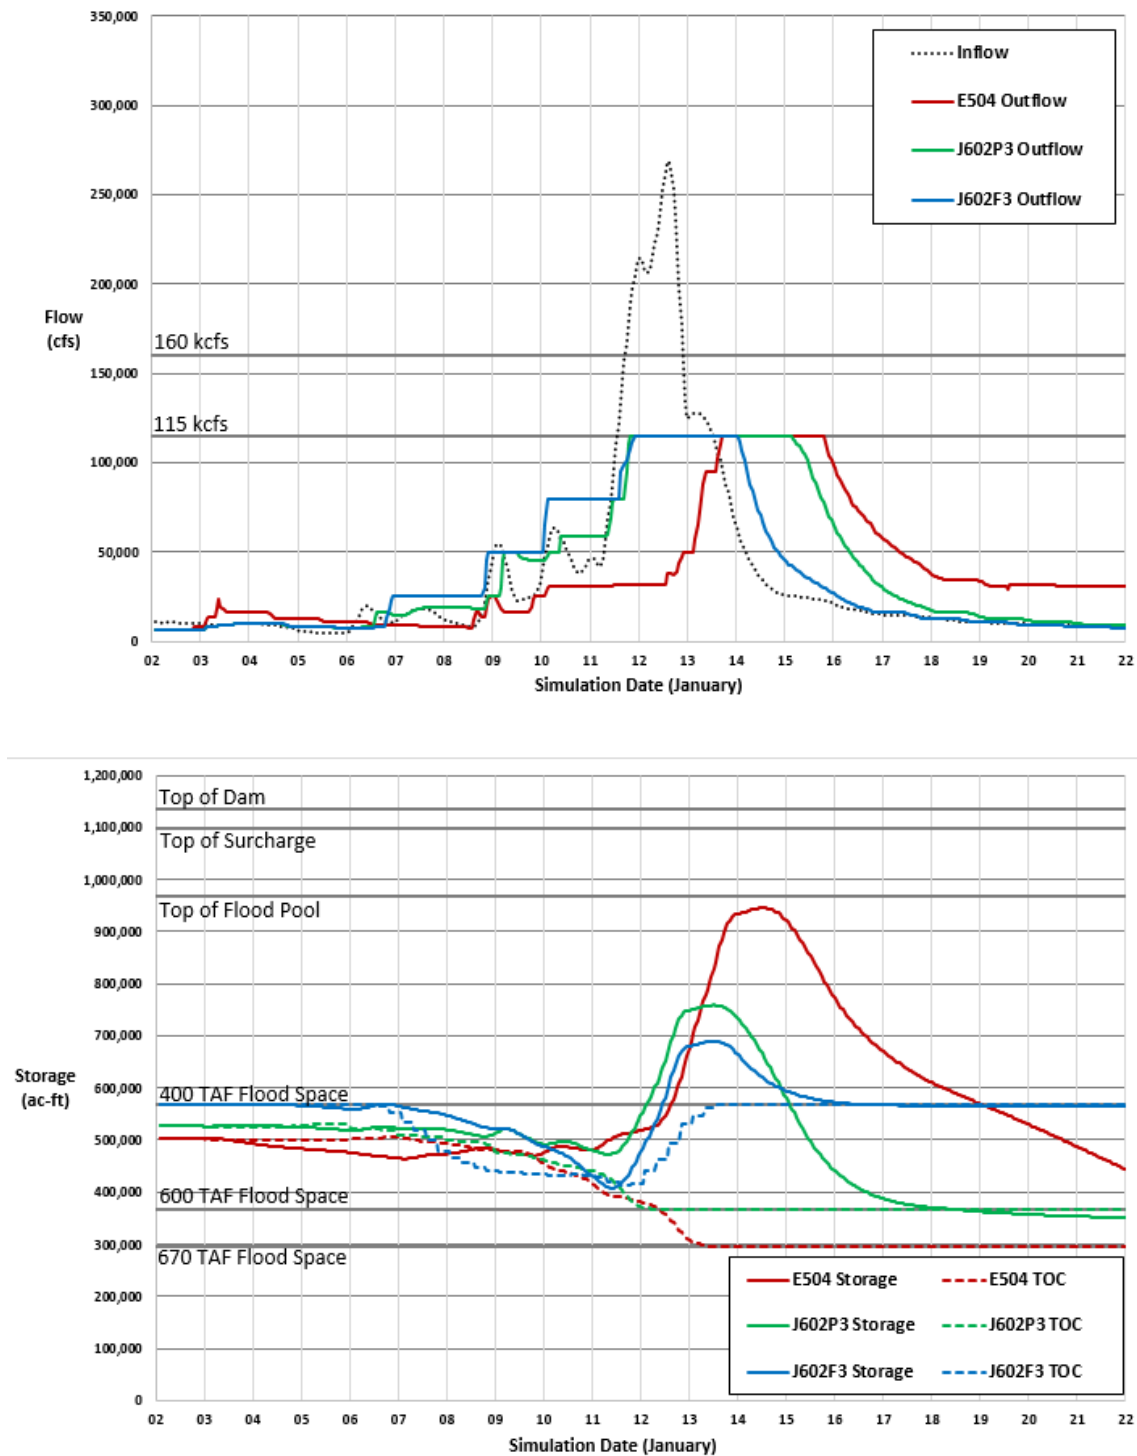 350,000
300,000
250,000
200,000
150,000
100,000
50,000
0
Flow
(cfs)
160 kcfs
115 kcfs
Inflow
E504 Outflow
J602P3 Outflow
J602F3 Outflow
02 03 04 05 06 07 08 09 10 11 12 13 14 15 16 17 18 19 20 21 22
Simulation Date (January)
1,200,000
1,100,000
1,000,000
900,000
800,000
700,000
600,000
500,000
400,000
300,000
200,000
100,000
0
Storage
(ac-ft)
Top of Dam
Top of Surcharge
Top of Flood Pool
400 TAF Flood Space
600 TAF Flood Space
670 TAF Flood Space
E504 Storage E504 TOC
J602P3 Storage J602P3 TOC
J602F3 Storage J602F3 TOC
02 03 04 05 06 07 08 09 10 11 12 13 14 15 16 17 18 19 20 21 22
Simulation Date (January)